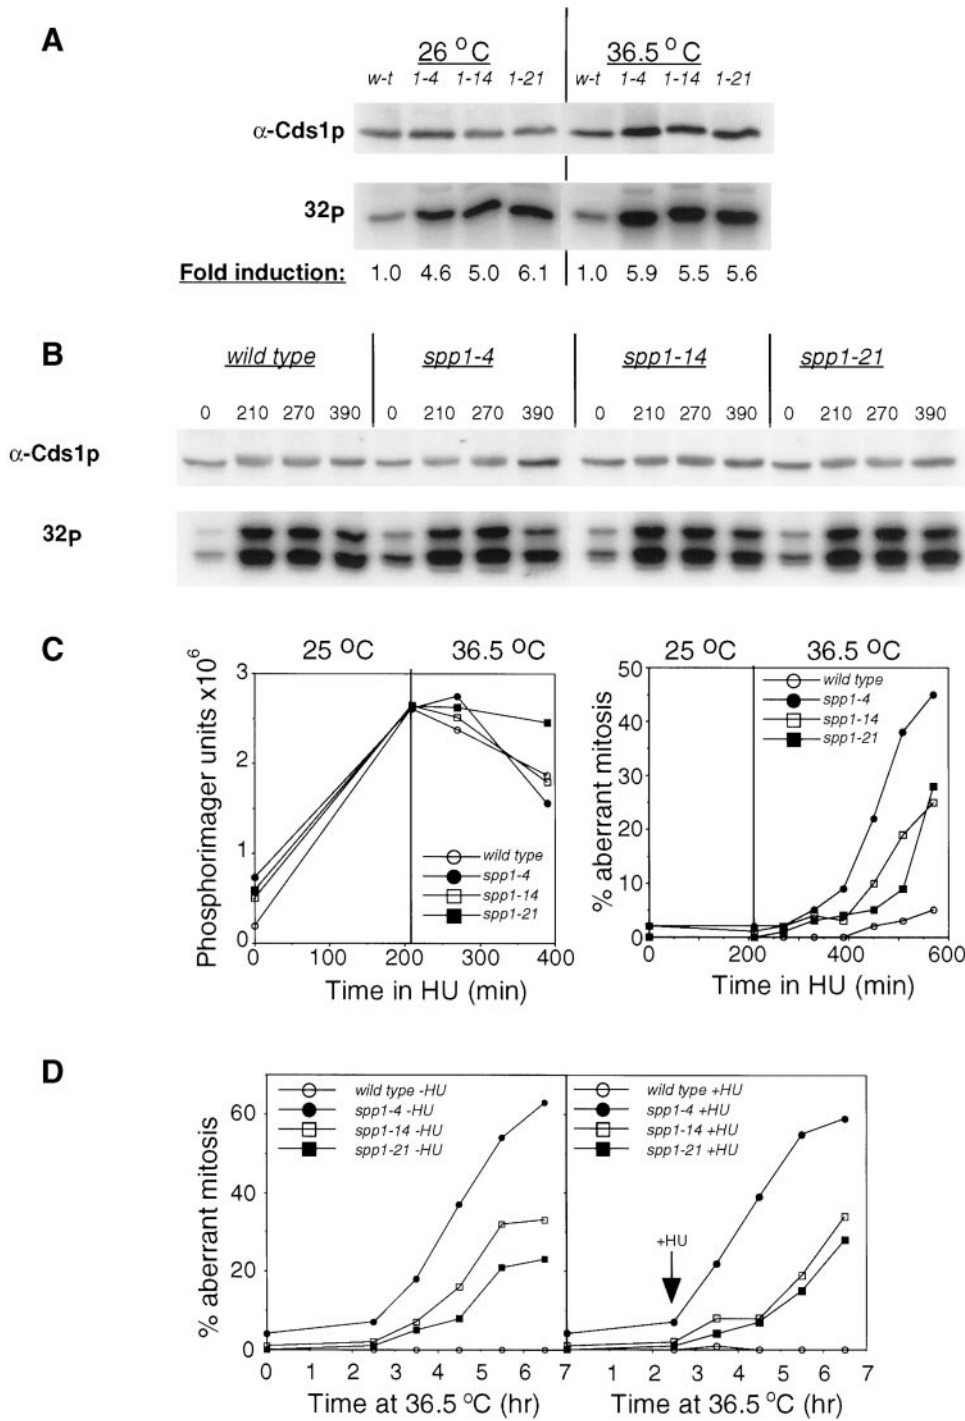 A
26 °C
36.5 °C
w-t 1-4 1-14 1-21 w-t 1-4 1-14 1-21
α-Cds1p
32P
Fold induction: 1.0 4.6 5.0 6.1 1.0 5.9 5.5 5.6
B
wild type spp1-4 spp1-14 spp1-21
0 210 270 390 0 210 270 390 0 210 270 390 0 210 270 390
α-Cds1p
32P
C
25 °C 36.5 °C
Phosphorimager units x10^6
3
2
1
0
wild type
spp1-4
spp1-14
spp1-21
0 100 200 300 400
Time in HU (min)
25 °C 36.5 °C
% aberrant mitosis
50
40
30
20
10
0
wild type
spp1-4
spp1-14
spp1-21
0 200 400 600
Time in HU (min)
D
% aberrant mitosis
60
40
20
0
wild type -HU
spp1-4 -HU
spp1-14 -HU
spp1-21 -HU
0 1 2 3 4 5 6 7
Time at 36.5 °C (hr)
wild type +HU
spp1-4 +HU
spp1-14 +HU
spp1-21 +HU
+HU
1 2 3 4 5 6 7
Time at 36.5 °C (hr)